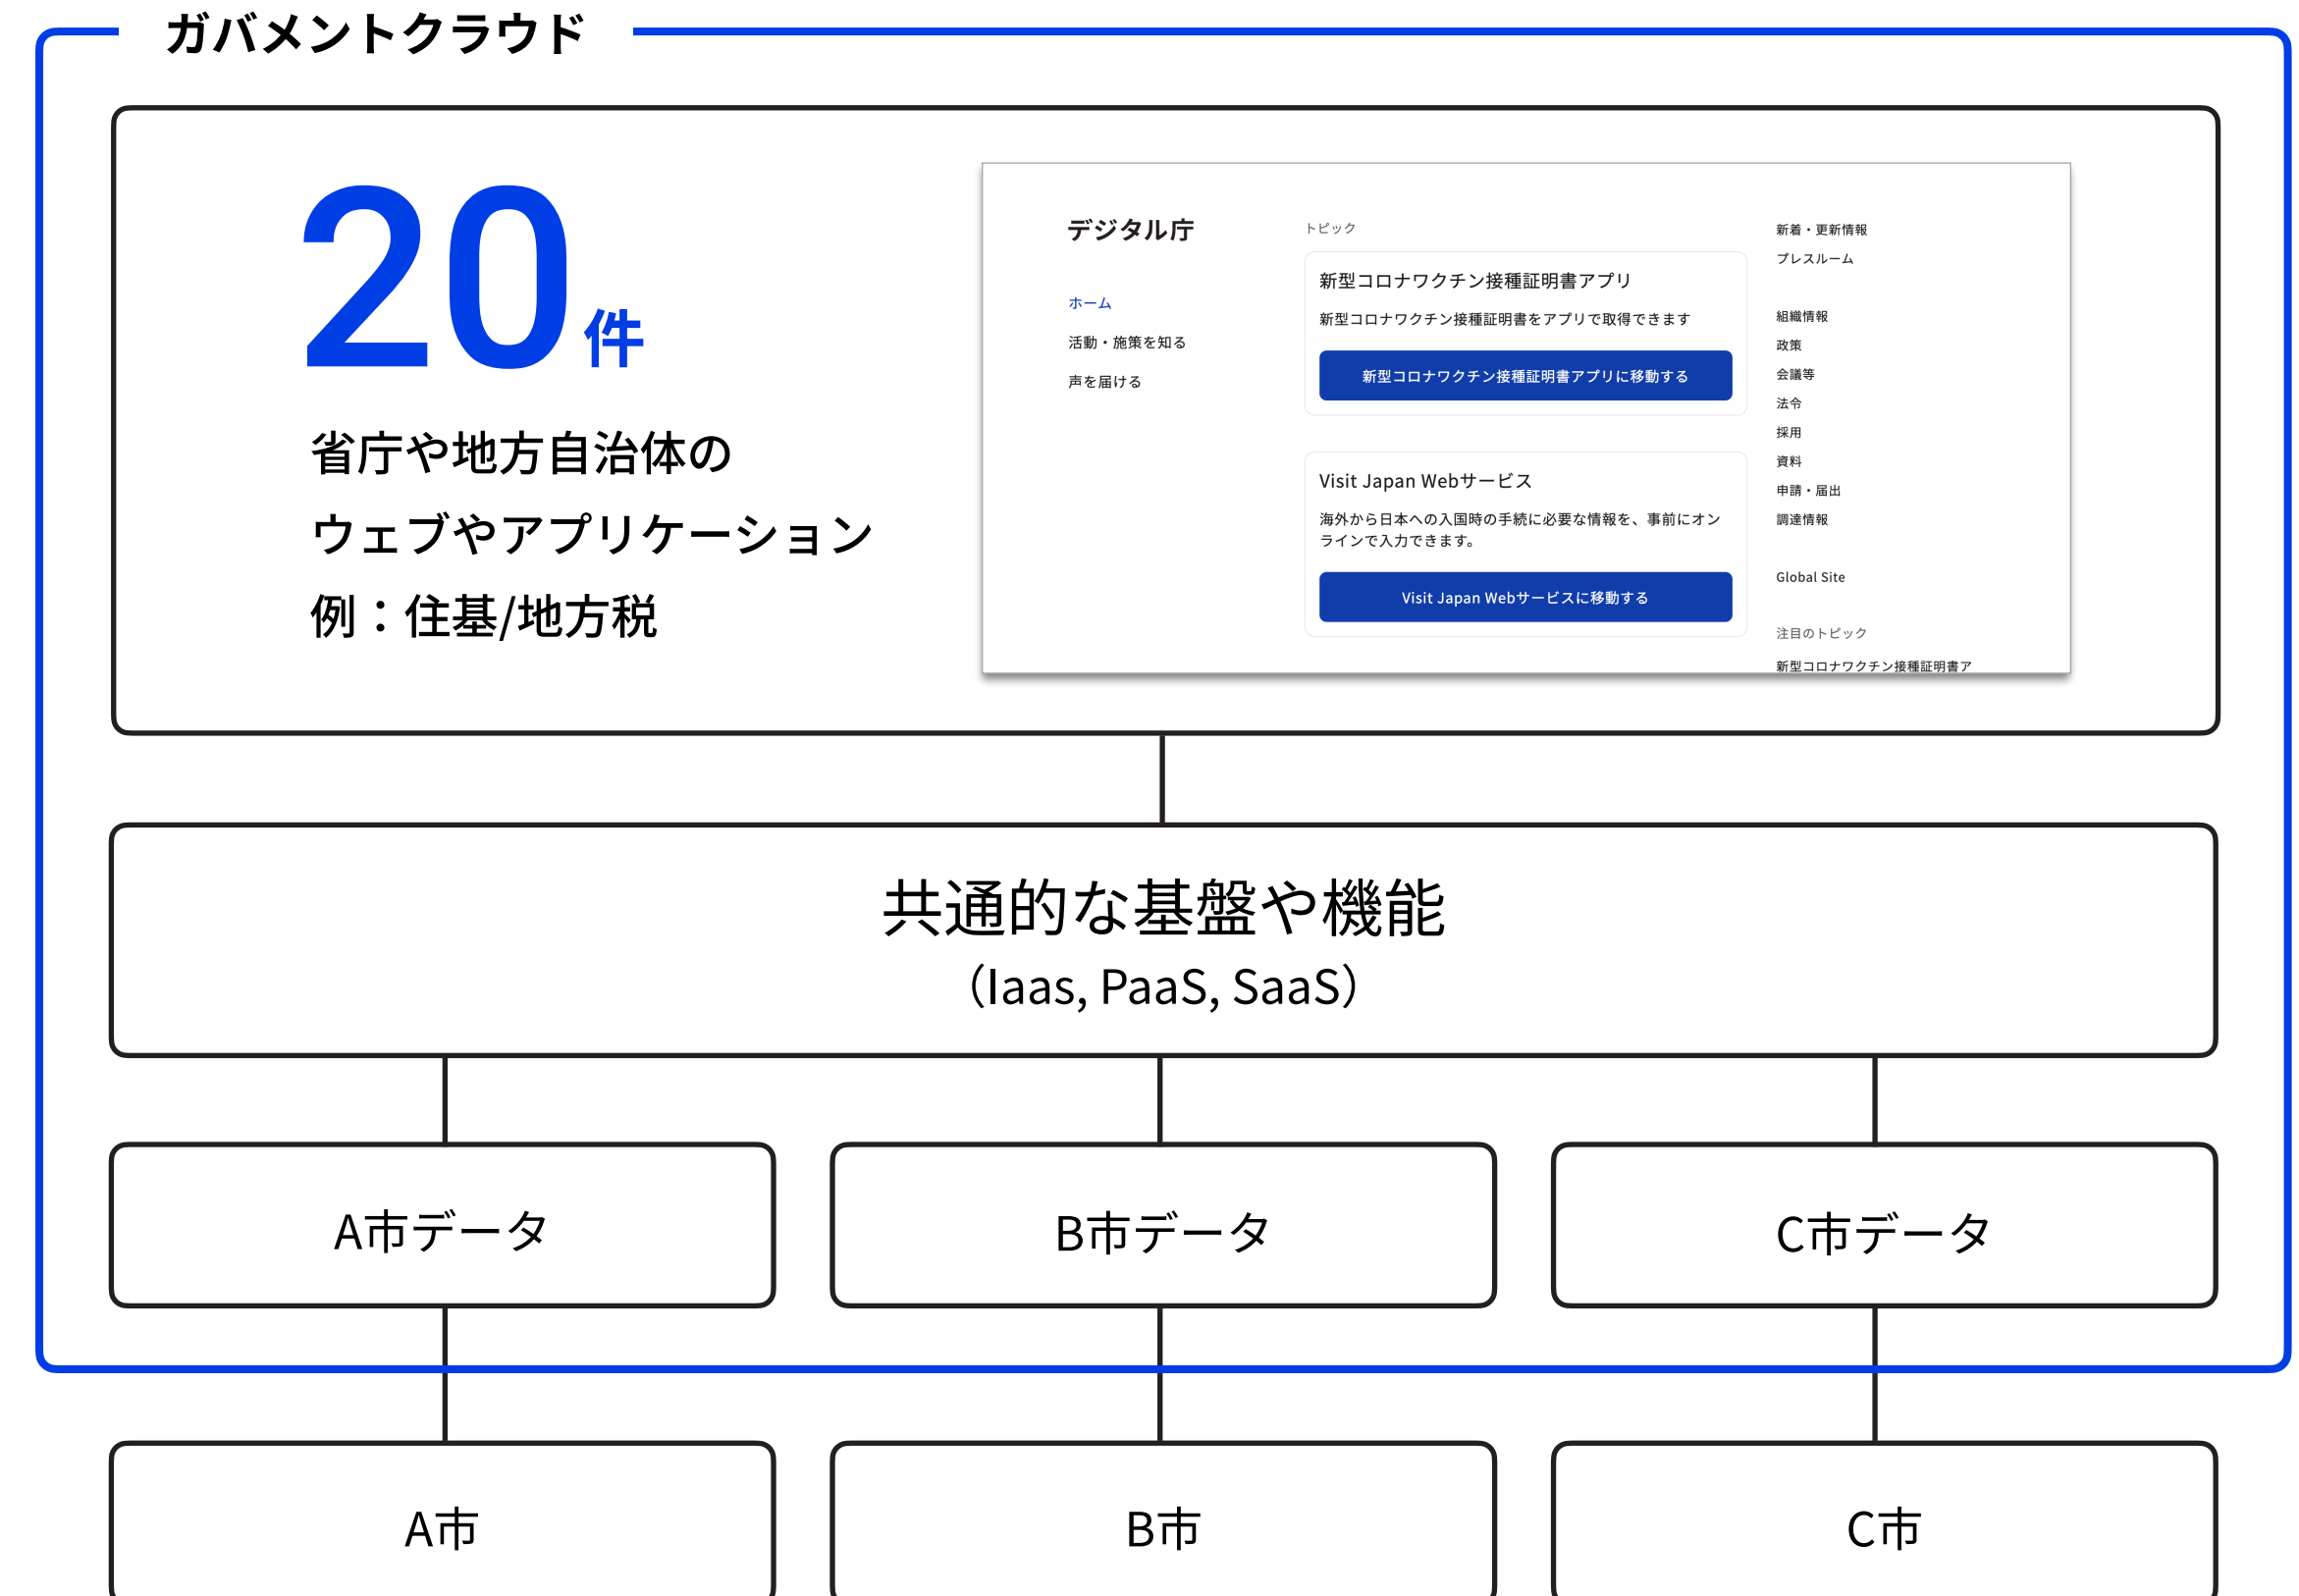 ガバメントクラウド
20件
省庁や地方自治体の
ウェブやアプリケーション
例：住基/地方税
デジタル庁
ホーム
活動・施策を知る
声を届ける
トピック
新型コロナワクチン接種証明書アプリ
新型コロナワクチン接種証明書をアプリで取得できます
新型コロナワクチン接種証明書アプリに移動する
Visit Japan Webサービス
海外から日本への入国時の手続に必要な情報を、事前にオン
ラインで入力できます。
Visit Japan Webサービスに移動する
新着・更新情報
プレスルーム
組織情報
政策
会議等
法令
採用
資料
申請・届出
調達情報
Global Site
注目のトピック
新型コロナワクチン接種証明書ア
共通的な基盤や機能
（Iaas, PaaS, SaaS）
A市データ
B市データ
C市データ
A市
B市
C市